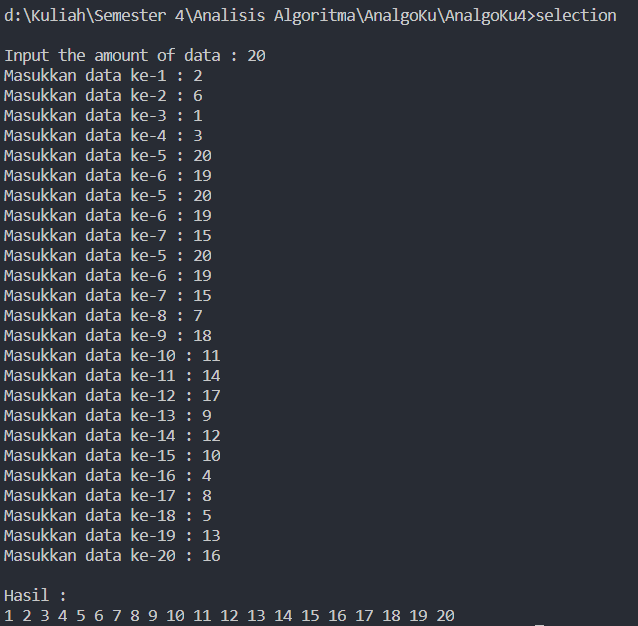 d:\Kuliah\Semester 4\Analisis Algoritma\AnalgoKu\AnalgoKu4>selection
Input the amount of data : 20
Masukkan data ke-1 : 2
Masukkan data ke-2 : 6
Masukkan data ke-3 : 1
Masukkan data ke-4 : 3
Masukkan data ke-5 : 20
Masukkan data ke-6 : 19
Masukkan data ke-5 : 20
Masukkan data ke-6 : 19
Masukkan data ke-7 : 15
Masukkan data ke-5 : 20
Masukkan data ke-6 : 19
Masukkan data ke-7 : 15
Masukkan data ke-8 : 7
Masukkan data ke-9 : 18
Masukkan data ke-10 : 11
Masukkan data ke-11 : 14
Masukkan data ke-12 : 17
Masukkan data ke-13 : 9
Masukkan data ke-14 : 12
Masukkan data ke-15 : 10
Masukkan data ke-16 : 4
Masukkan data ke-17 : 8
Masukkan data ke-18 : 5
Masukkan data ke-19 : 13
Masukkan data ke-20 : 16
Hasil :
1 2 3 4 5 6 7 8 9 10 11 12 13 14 15 16 17 18 19 20